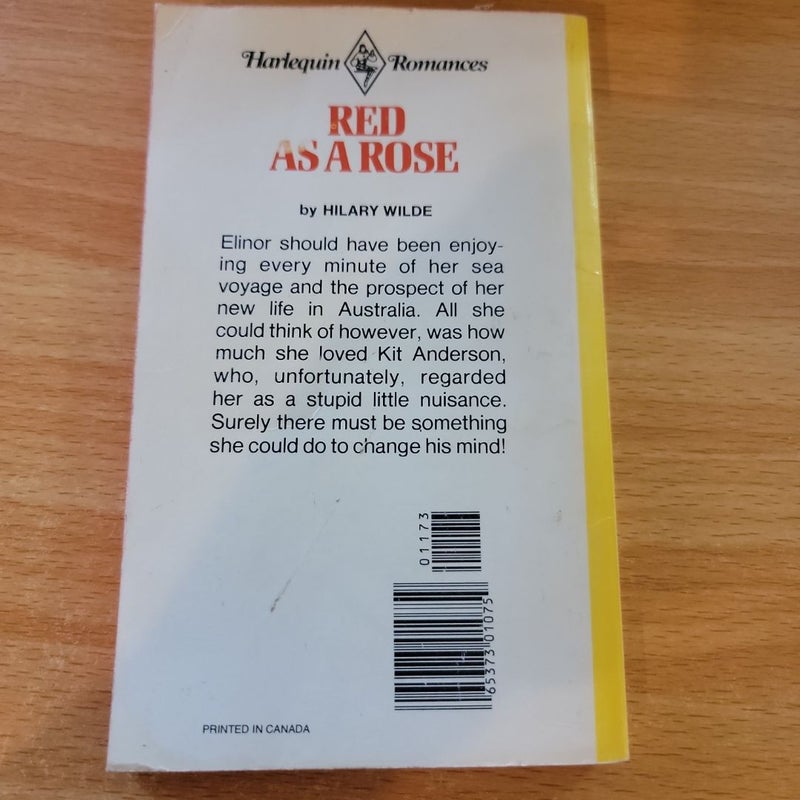 Harlequin Romances
RED
AS A ROSE
by HILARY WILDE
Elinor should have been enjoy-
ing every minute of her sea
voyage and the prospect of her
new life in Australia. All she
could think of however, was how
much she loved Kit Anderson,
who, unfortunately, regarded
her as a stupid little nuisance.
Surely there must be something
she could do to change his mind!
01173
65373 01075
PRINTED IN CANADA